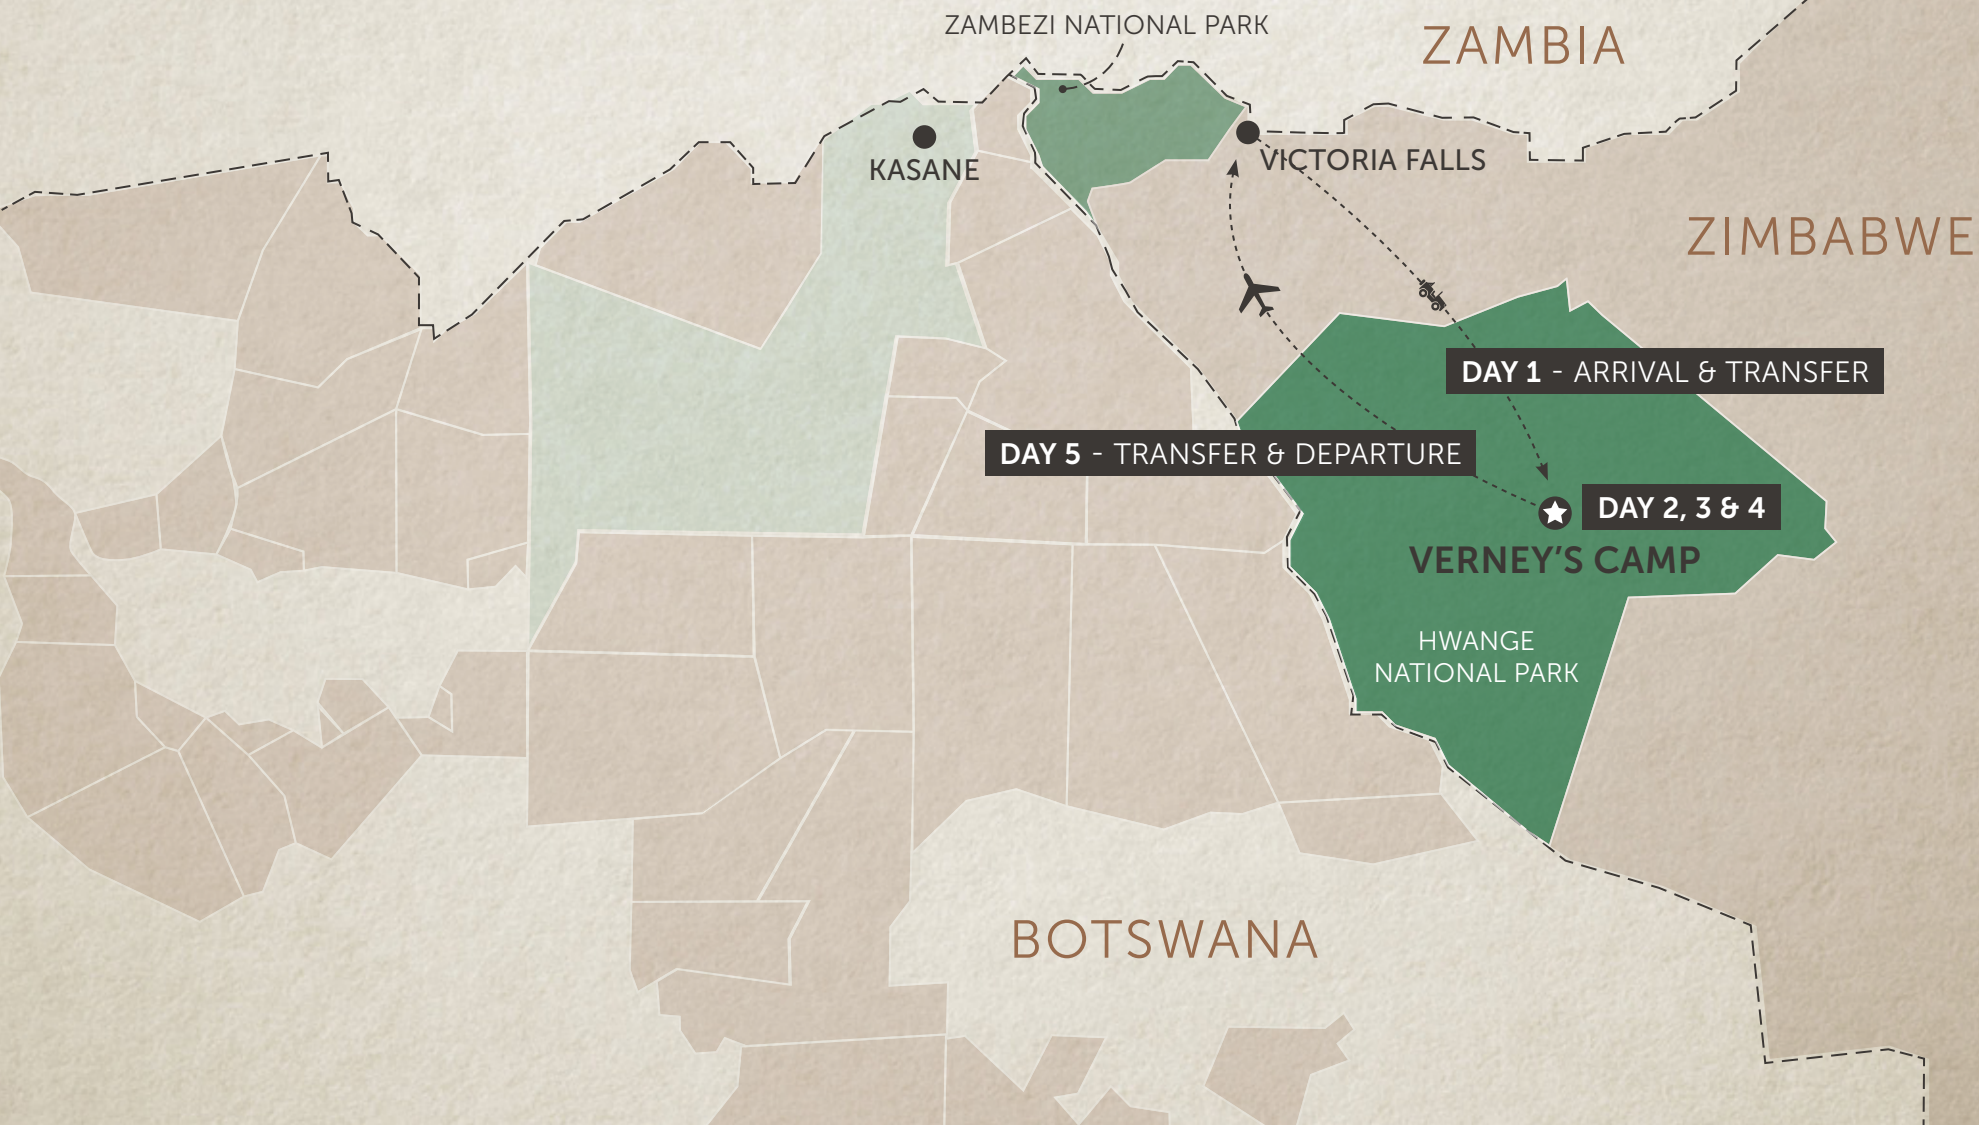 ZAMBEZI NATIONAL PARK
ZAMBIA
KASANE
VICTORIA FALLS
ZIMBABWE
DAY 1 - ARRIVAL & TRANSFER
DAY 5 - TRANSFER & DEPARTURE
DAY 2, 3 & 4
VERNEY’S CAMP
HWANGE
NATIONAL PARK
BOTSWANA